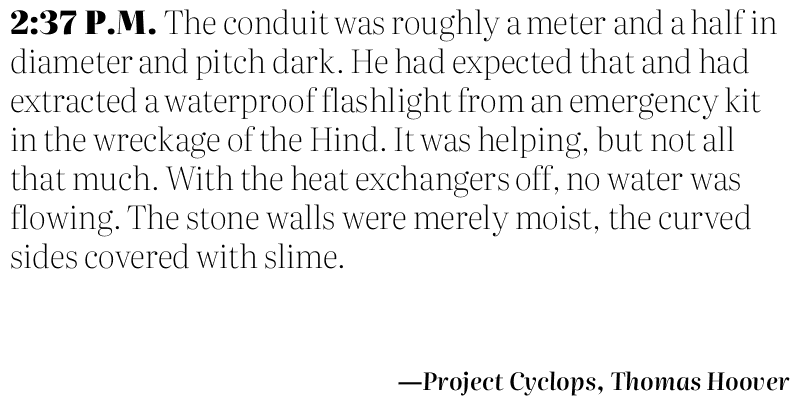 2:37 P.M. The conduit was roughly a meter and a half in
diameter and pitch dark. He had expected that and had
extracted a waterproof flashlight from an emergency kit
in the wreckage of the Hind. It was helping, but not all
that much. With the heat exchangers off, no water was
flowing. The stone walls were merely moist, the curved
sides covered with slime.
—Project Cyclops, Thomas Hoover